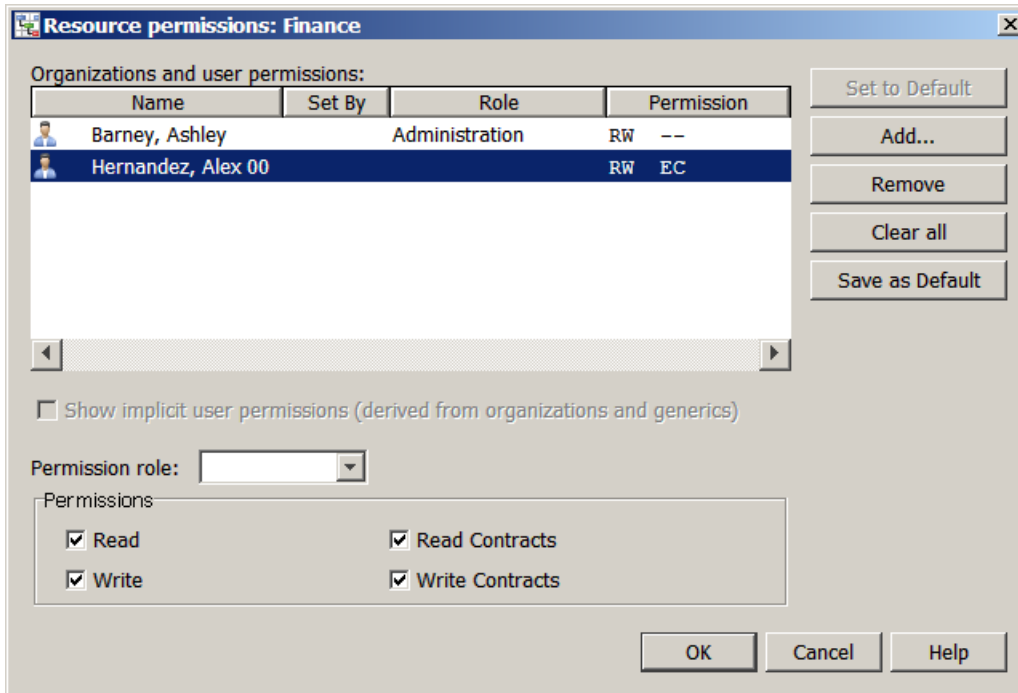 Resource permissions: Finance
Organizations and user permissions:
Name Set By Role Permission
Barney, Ashley Administration RW --
Hernandez, Alex 00 RW EC
Set to Default
Add...
Remove
Clear all
Save as Default
Show implicit user permissions (derived from organizations and generics)
Permission role:
Permissions
Read Read Contracts
Write Write Contracts
OK Cancel Help